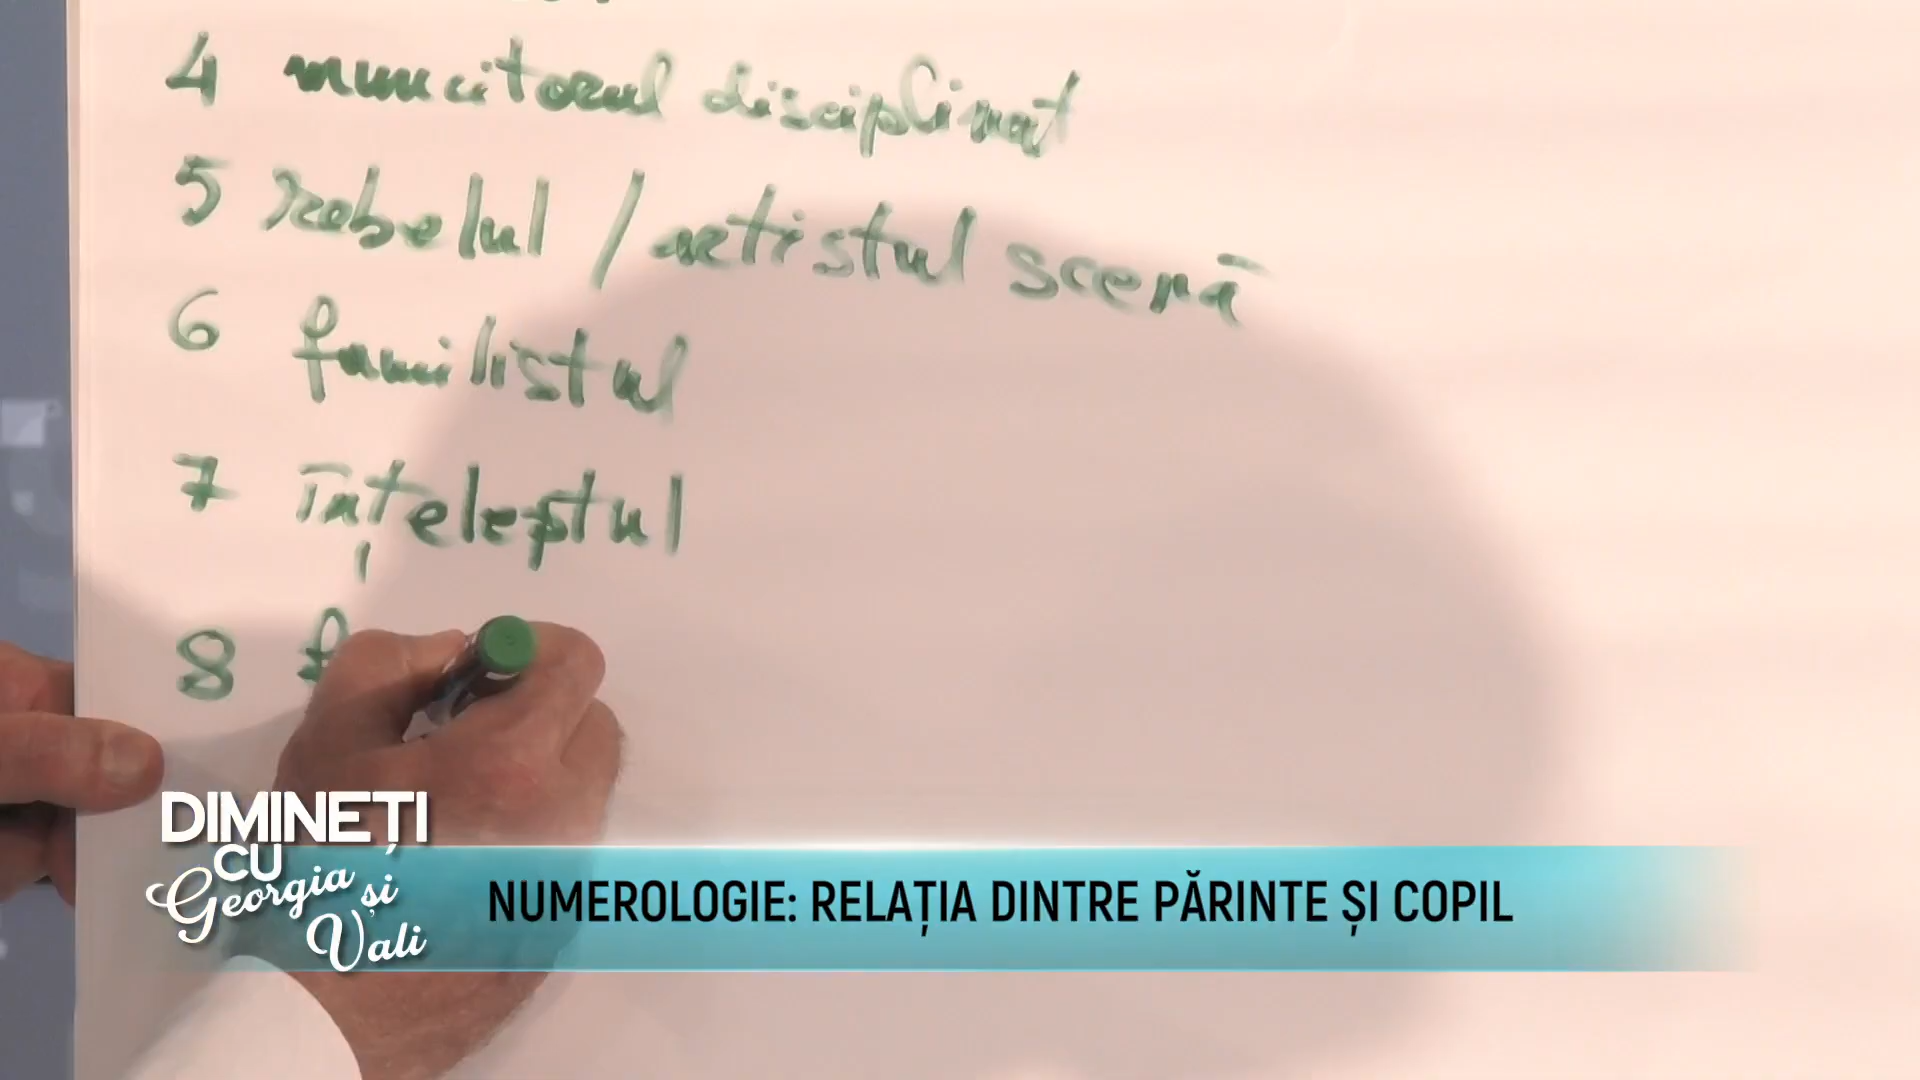 4 muncitorul disciplinat
5 rebelul / artistul scenă
6 familistul
7 înțeleptul
8 f
DIMINEȚI
CU
Georgia și
Vali
NUMEROLOGIE: RELAȚIA DINTRE PĂRINTE ȘI COPIL